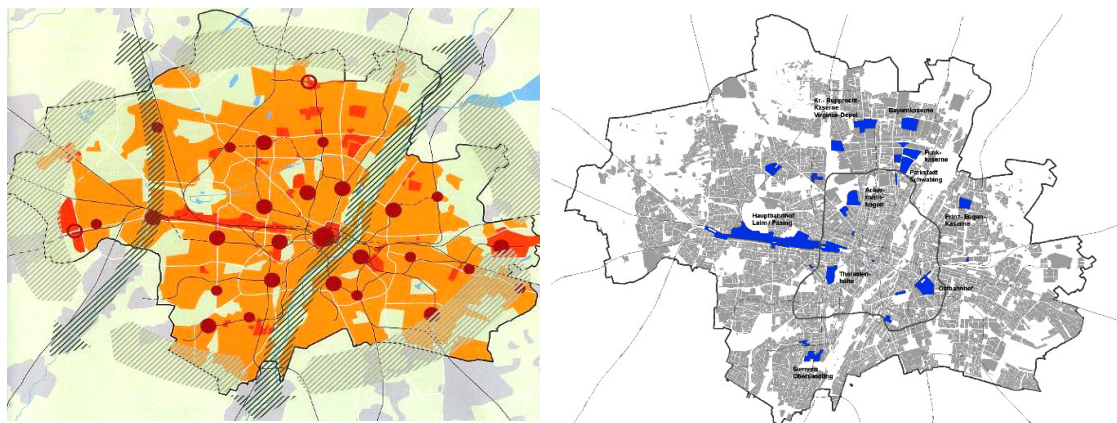 Kr.- Rupprecht-
Kaserne
Virginia- Depot
Bayernkaserne
Funk-
kaserne
Parkstadt
Schwabing
Acker-
mann-
bogen
Prinz- Eugen-
Kaserne
Hauptbahnhof
Laim / Pasing
Theresien-
höhe
Ostbahnhof
Siemens
Obersendling